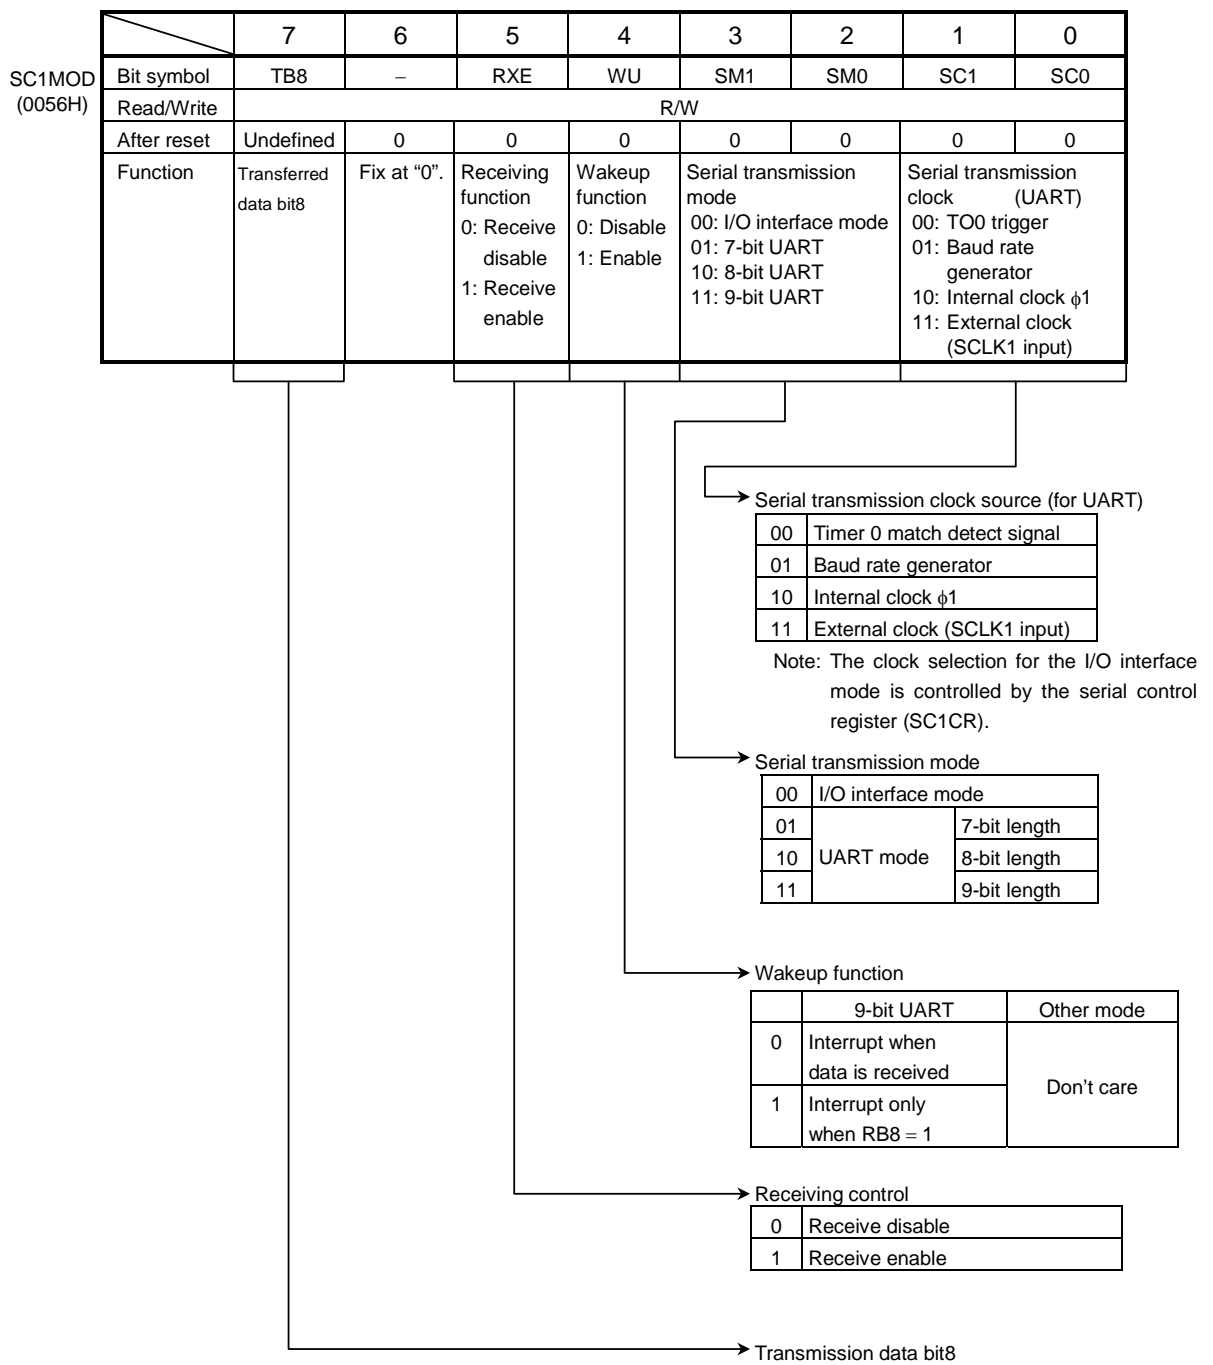 7 6 5 4 3 2 1 0
SC1MOD
(0056H)
Bit symbol TB8 − RXE WU SM1 SM0 SC1 SC0
Read/Write R/W
After reset Undefined 0 0 0 0 0 0 0
Function
Transferred
data bit8
Fix at “0”.
Receiving
function
0: Receive
disable
1: Receive
enable
Wakeup
function
0: Disable
1: Enable
Serial transmission
mode
00: I/O interface mode
01: 7-bit UART
10: 8-bit UART
11: 9-bit UART
Serial transmission
clock (UART)
00: TO0 trigger
01: Baud rate
generator
10: Internal clock ϕ1
11: External clock
(SCLK1 input)
Serial transmission clock source (for UART)
00 Timer 0 match detect signal
01 Baud rate generator
10 Internal clock ϕ1
11 External clock (SCLK1 input)
Note: The clock selection for the I/O interface
mode is controlled by the serial control
register (SC1CR).
Serial transmission mode
00 I/O interface mode
01 7-bit length
10 UART mode 8-bit length
11 9-bit length
Wakeup function
9-bit UART Other mode
0 Interrupt when
data is received
Don’t care
1 Interrupt only
when RB8 = 1
Receiving control
0 Receive disable
1 Receive enable
Transmission data bit8